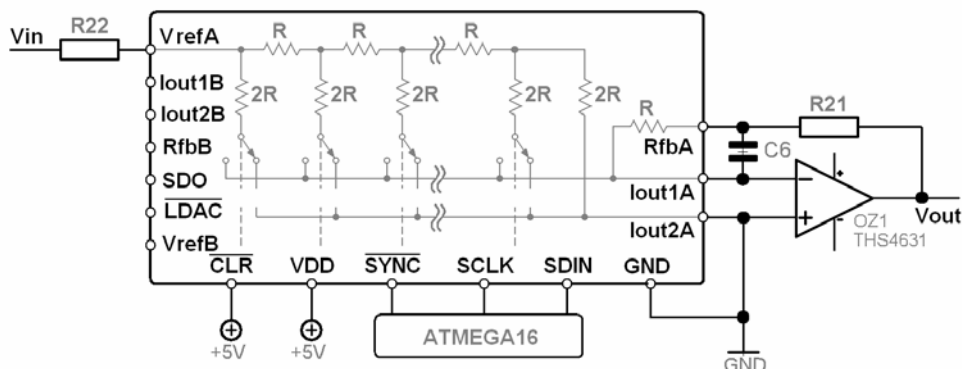 Vin
R22
VrefA
R
R
R
Iout1B
Iout2B
2R
2R
2R
2R
2R
RfbB
R
RfbA
R21
C6
SDO
Iout1A
LDAC
Iout2A
VrefB
-
+
+
-
OZ1
THS4631
Vout
CLR
VDD
SYNC
SCLK
SDIN
GND
+
+5V
+
+5V
ATMEGA16
GND